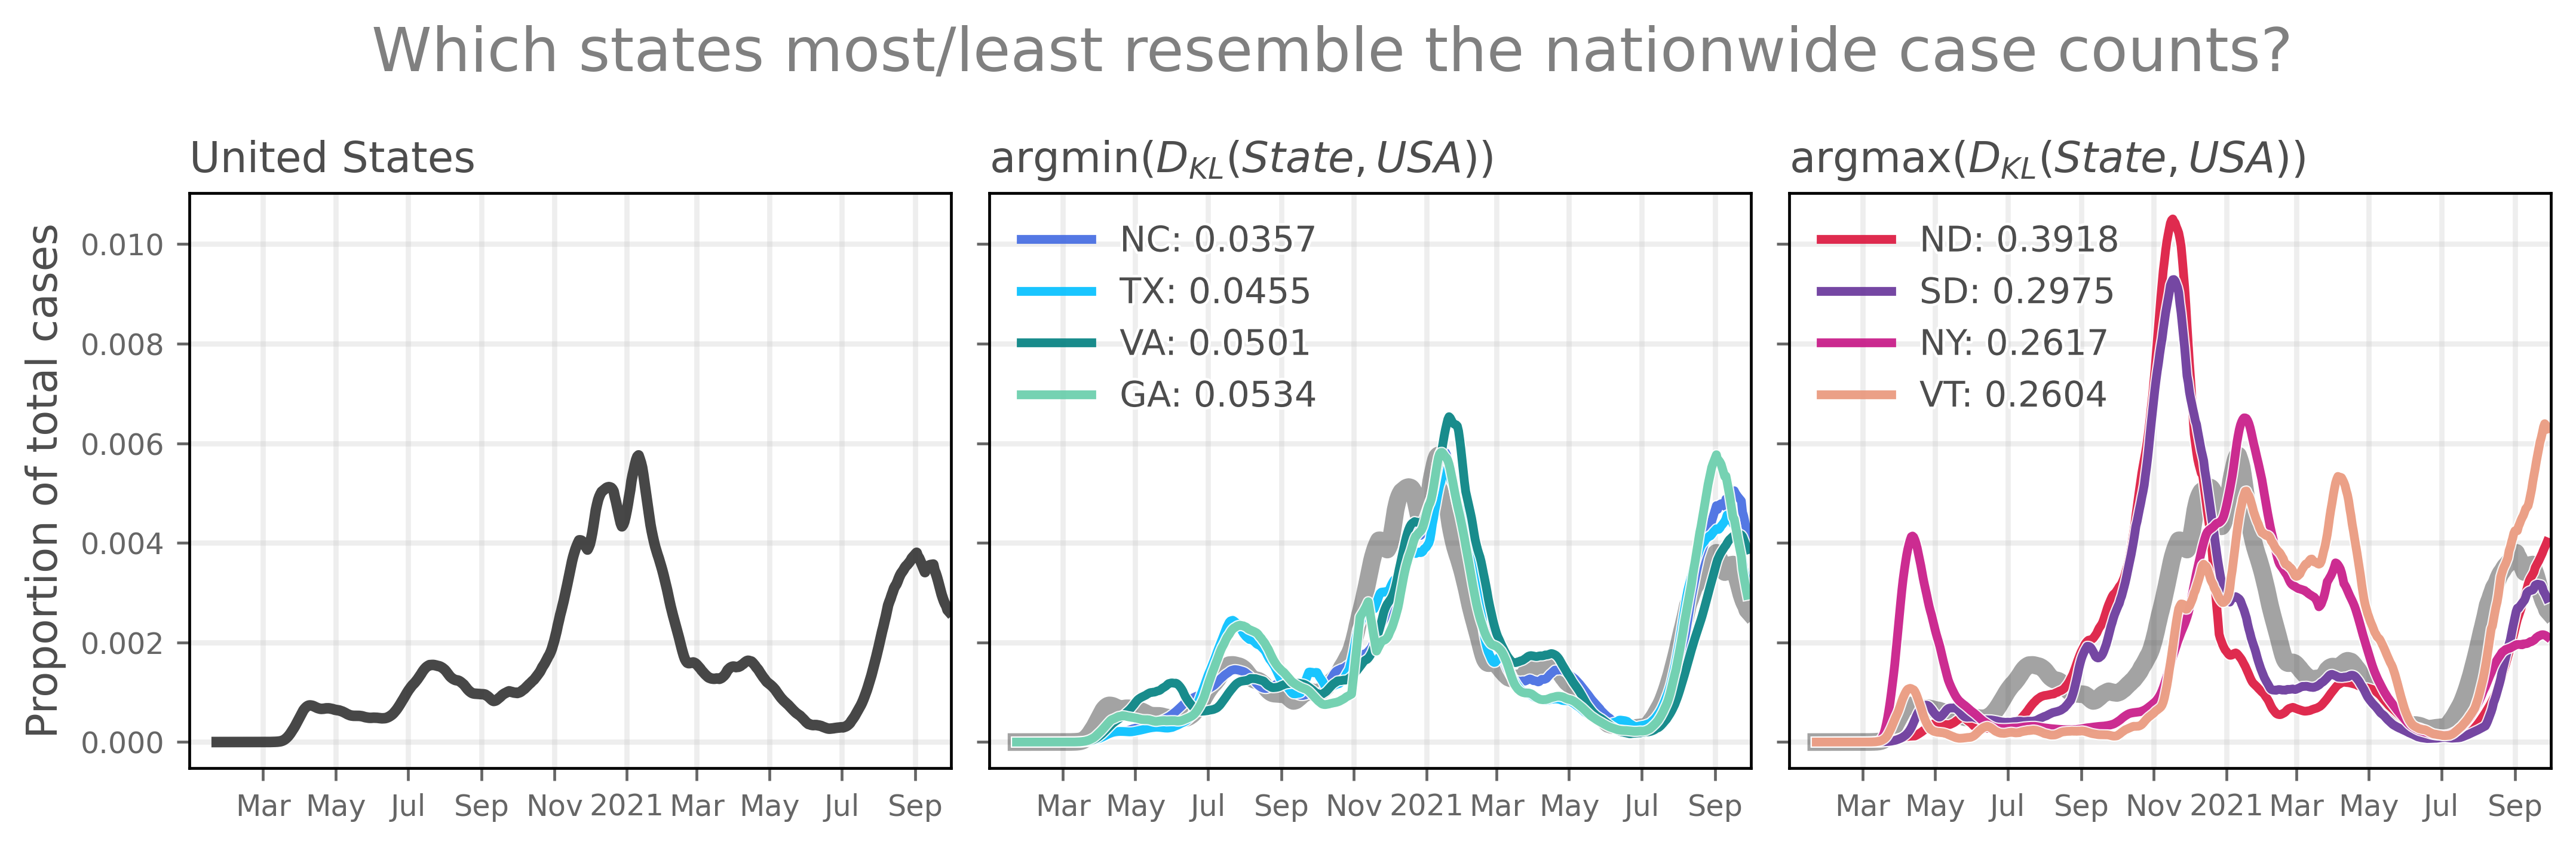 Which states most/least resemble the nationwide case counts?
United States
Proportion of total cases
0.010
0.008
0.006
0.004
0.002
0.000
Mar May Jul Sep Nov 2021 Mar May Jul Sep
argmin(D_{KL}(State, USA))
NC: 0.0357
TX: 0.0455
VA: 0.0501
GA: 0.0534
Mar May Jul Sep Nov 2021 Mar May Jul Sep
argmax(D_{KL}(State, USA))
ND: 0.3918
SD: 0.2975
NY: 0.2617
VT: 0.2604
Mar May Jul Sep Nov 2021 Mar May Jul Sep